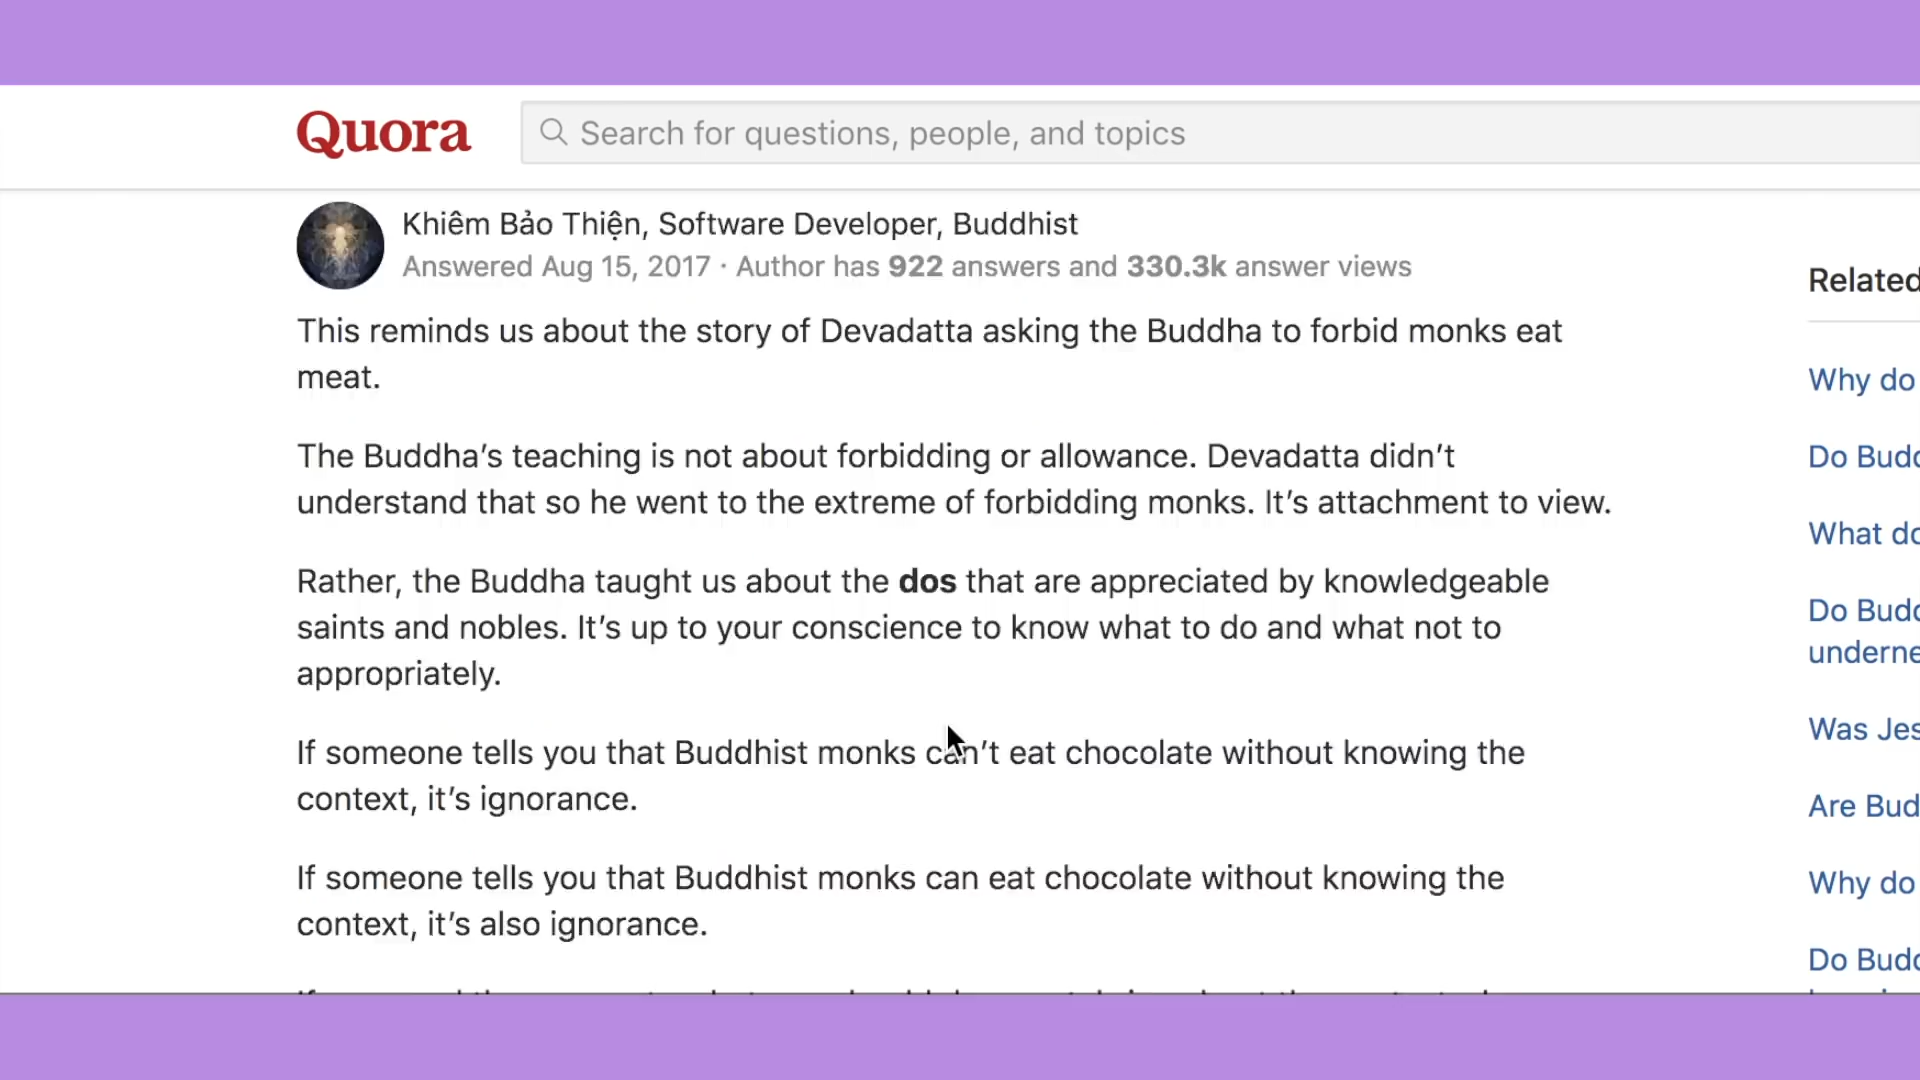 Quora
Search for questions, people, and topics
Khiêm Bảo Thiện, Software Developer, Buddhist
Answered Aug 15, 2017 · Author has 922 answers and 330.3k answer views
This reminds us about the story of Devadatta asking the Buddha to forbid monks eat
meat.
The Buddha’s teaching is not about forbidding or allowance. Devadatta didn’t
understand that so he went to the extreme of forbidding monks. It’s attachment to view.
Rather, the Buddha taught us about the dos that are appreciated by knowledgeable
saints and nobles. It’s up to your conscience to know what to do and what not to
appropriately.
If someone tells you that Buddhist monks can’t eat chocolate without knowing the
context, it’s ignorance.
If someone tells you that Buddhist monks can eat chocolate without knowing the
context, it’s also ignorance.
Related
Why do
Do Budd
What do
Do Budd
underne
Was Jes
Are Bud
Why do
Do Budd